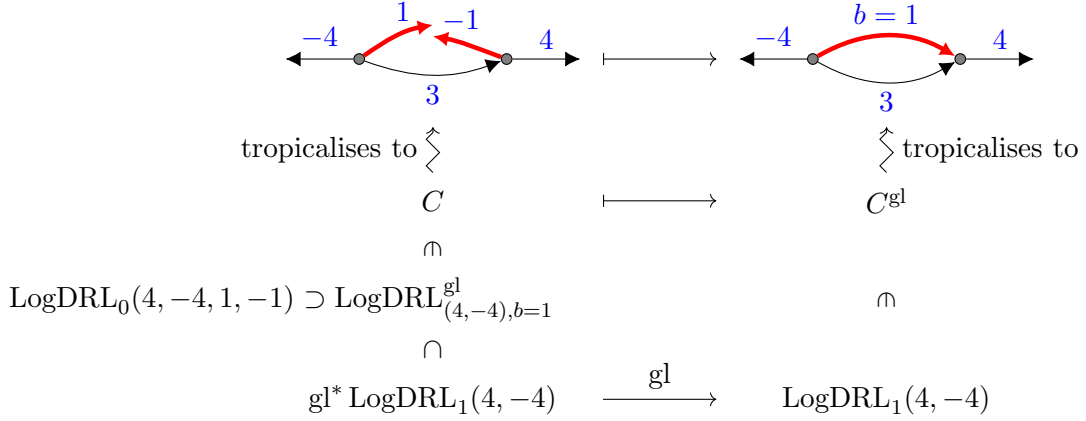 1 −1 b = 1
−4 4 −4 4
3 3
tropicalises to tropicalises to
C C^gl
⋒ 
LogDRL_0(4, −4, 1, −1) ⊃ LogDRL^gl_(4,−4),b=1 ⋒
∩
gl
gl* LogDRL_1(4, −4) LogDRL_1(4, −4)